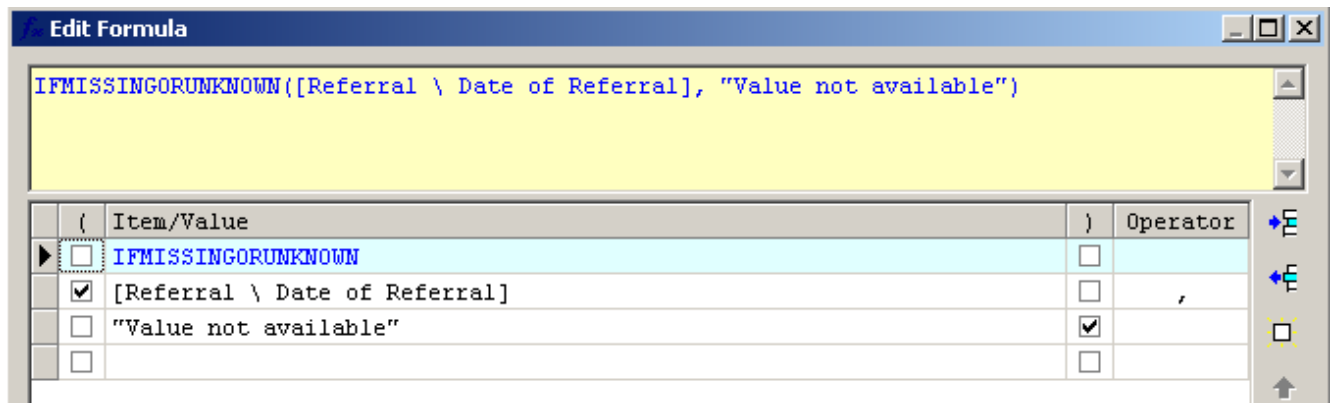 Edit Formula
IFMISSINGORUNKNOWN([Referral \ Date of Referral], "Value not available")
( Item/Value ) Operator
IFMISSINGORUNKNOWN
[Referral \ Date of Referral] ,
"Value not available"